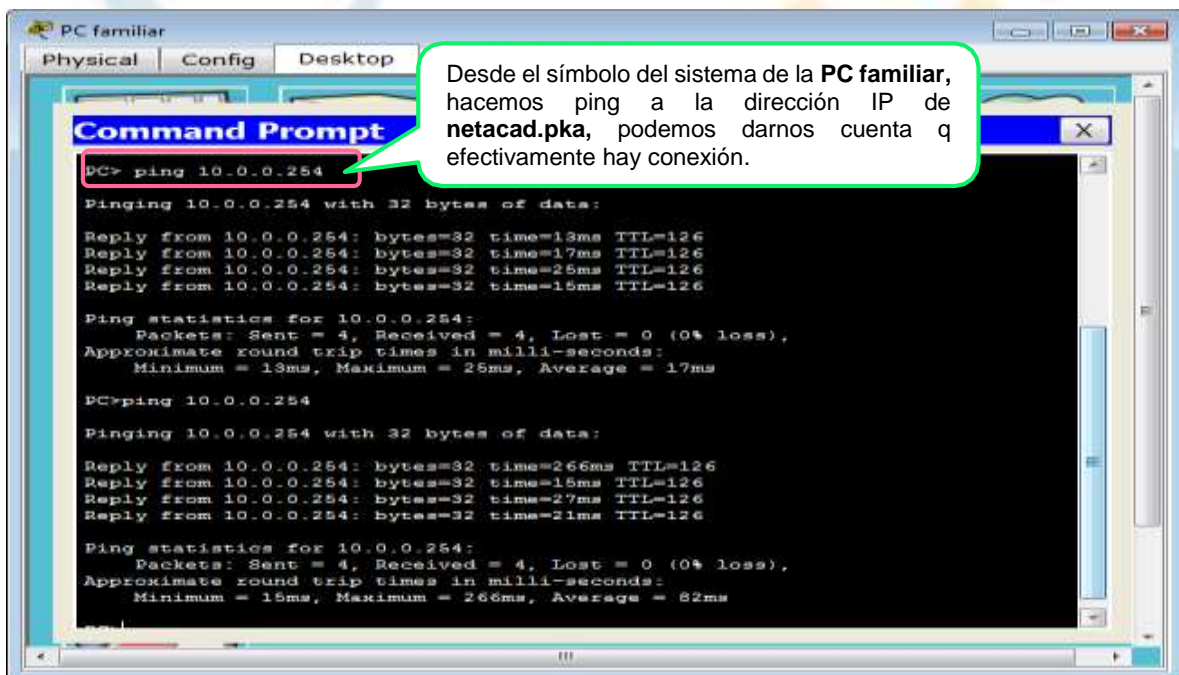 PC familiar
Physical Config Desktop
Desde el símbolo del sistema de la PC familiar,
hacemos ping a la dirección IP de
netacad.pka, podemos darnos cuenta q
efectivamente hay conexión.
Command Prompt
PC> ping 10.0.0.254
Pinging 10.0.0.254 with 32 bytes of data:
Reply from 10.0.0.254: bytes=32 time=13ms TTL=126
Reply from 10.0.0.254: bytes=32 time=17ms TTL=126
Reply from 10.0.0.254: bytes=32 time=25ms TTL=126
Reply from 10.0.0.254: bytes=32 time=15ms TTL=126
Ping statistics for 10.0.0.254:
Packets: Sent = 4, Received = 4, Lost = 0 (0% loss),
Approximate round trip times in milli-seconds:
Minimum = 13ms, Maximum = 25ms, Average = 17ms
PC>ping 10.0.0.254
Pinging 10.0.0.254 with 32 bytes of data:
Reply from 10.0.0.254: bytes=32 time=266ms TTL=126
Reply from 10.0.0.254: bytes=32 time=15ms TTL=126
Reply from 10.0.0.254: bytes=32 time=27ms TTL=126
Reply from 10.0.0.254: bytes=32 time=21ms TTL=126
Ping statistics for 10.0.0.254:
Packets: Sent = 4, Received = 4, Lost = 0 (0% loss),
Approximate round trip times in milli-seconds:
Minimum = 15ms, Maximum = 266ms, Average = 82ms